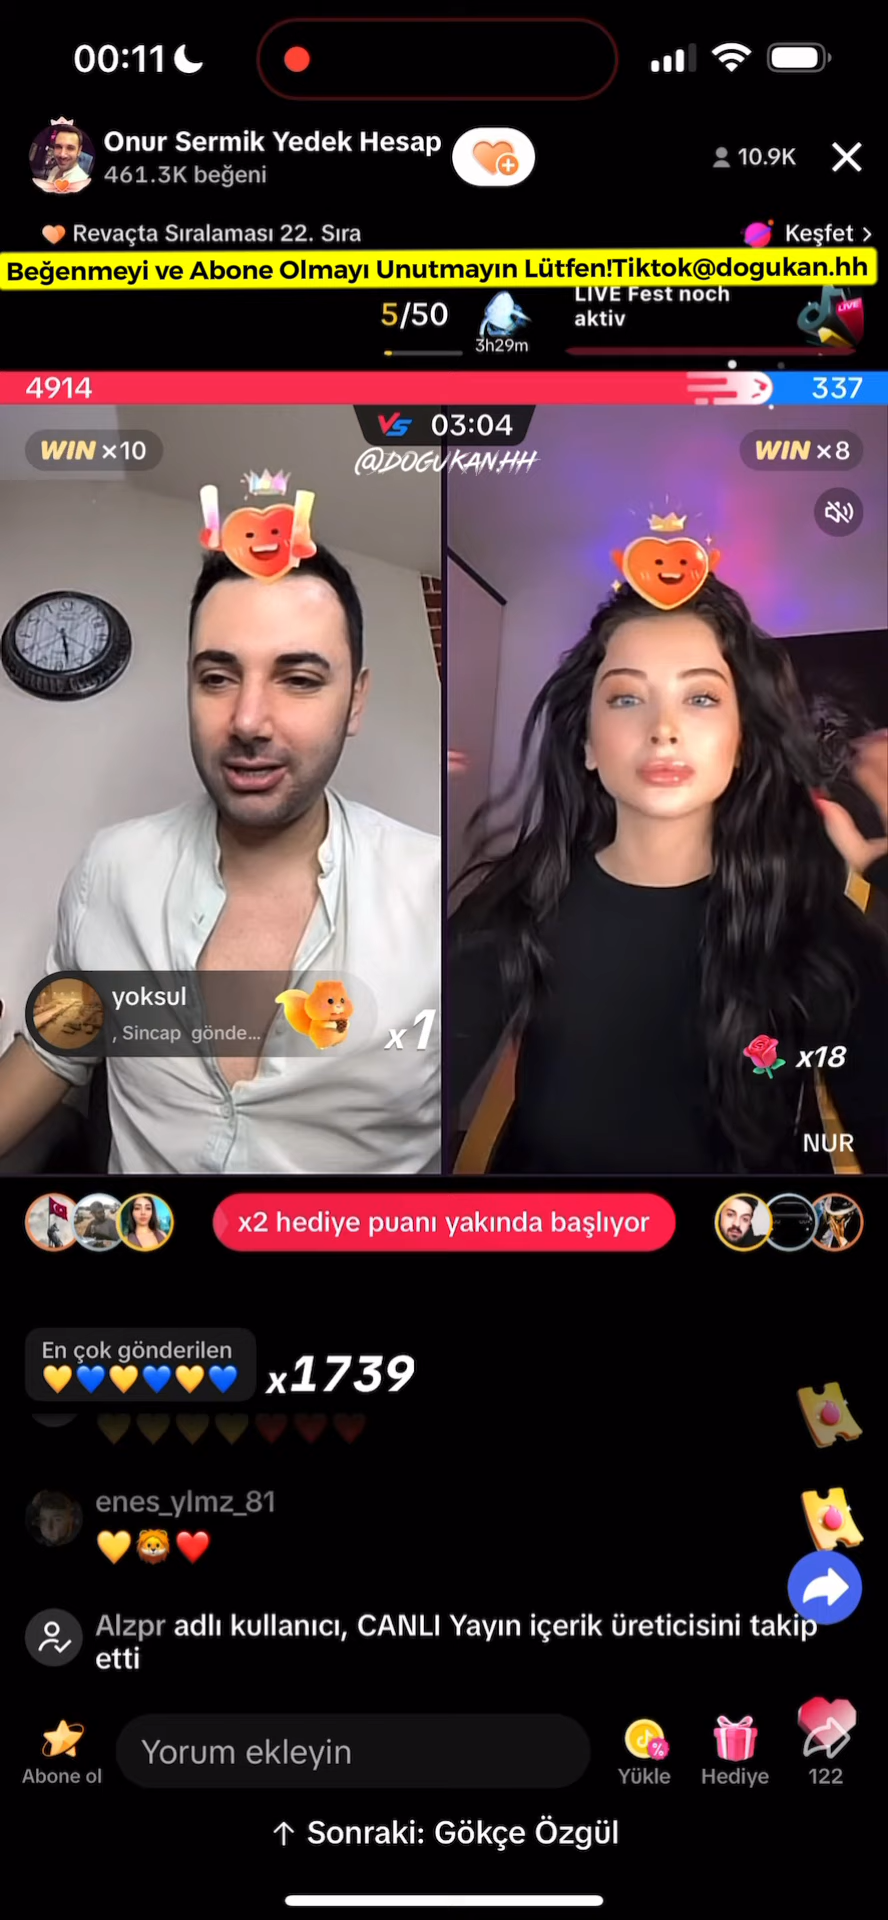 00:11
Onur Sermik Yedek Hesap
461.3K beğeni
10.9K
Revaçta Sıralaması 22. Sıra
Keşfet >
Beğenmeyi ve Abone Olmayı Unutmayın Lütfen!Tiktok@dogukan.hh
5/50
3h29m
LIVE Fest noch
aktiv
LIVE
4914
337
VS 03:04
WIN x10
WIN x8
@DOGUKAN.HH
yoksul
, Sincap gönde...
x1
x18
NUR
x2 hediye puanı yakında başlıyor
En çok gönderilen
x1739
enes_ylmz_81
Alzpr adlı kullanıcı, CANLI Yayın içerik üreticisini takip
etti
Abone ol
Yorum ekleyin
Yükle
Hediye
122
↑ Sonraki: Gökçe Özgül